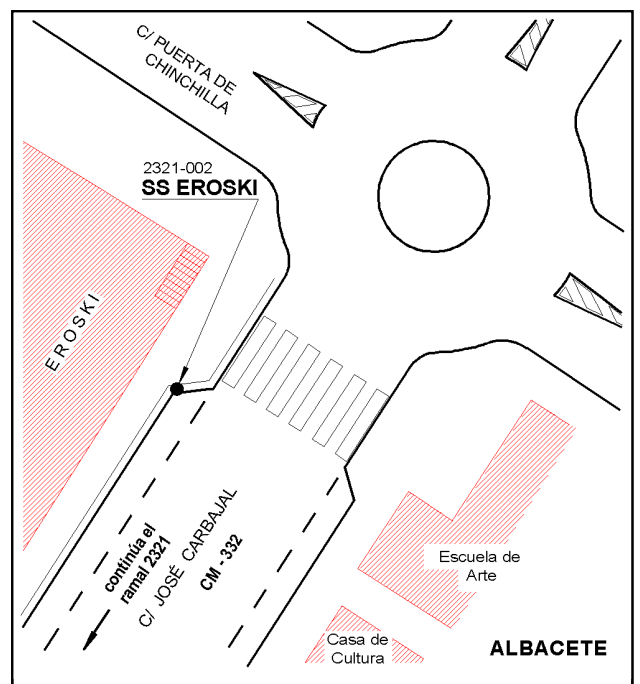 C/ PUERTA DE
CHINCHILLA
2321-002
SS EROSKI
EROSKI
continúa el
ramal 2321
C/ JOSÉ CARBAJAL
CM - 332
Escuela de
Arte
Casa de
Cultura
ALBACETE